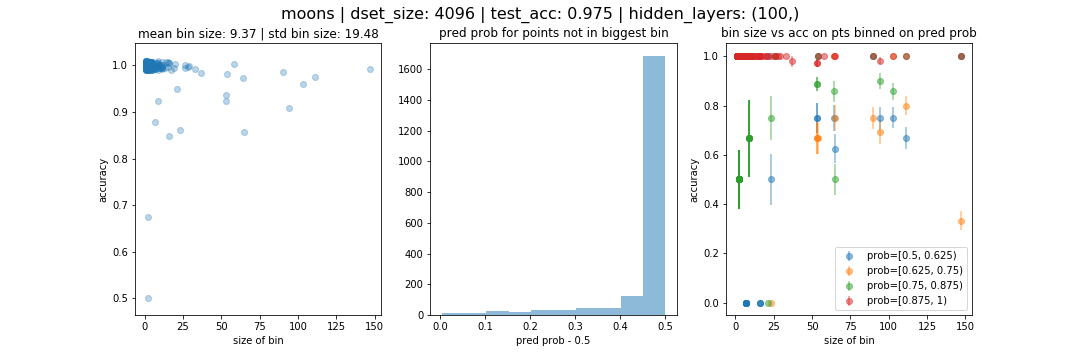 moons | dset_size: 4096 | test_acc: 0.975 | hidden_layers: (100,)
mean bin size: 9.37 | std bin size: 19.48
1.0
0.9
0.8
0.7
0.6
0.5
accuracy
0 25 50 75 100 125 150
size of bin
pred prob for points not in biggest bin
1600
1400
1200
1000
800
600
400
200
0
0.0 0.1 0.2 0.3 0.4 0.5
pred prob - 0.5
bin size vs acc on pts binned on pred prob
1.0
0.8
0.6
0.4
0.2
0.0
accuracy
prob=[0.5, 0.625)
prob=[0.625, 0.75)
prob=[0.75, 0.875)
prob=[0.875, 1)
0 25 50 75 100 125 150
size of bin